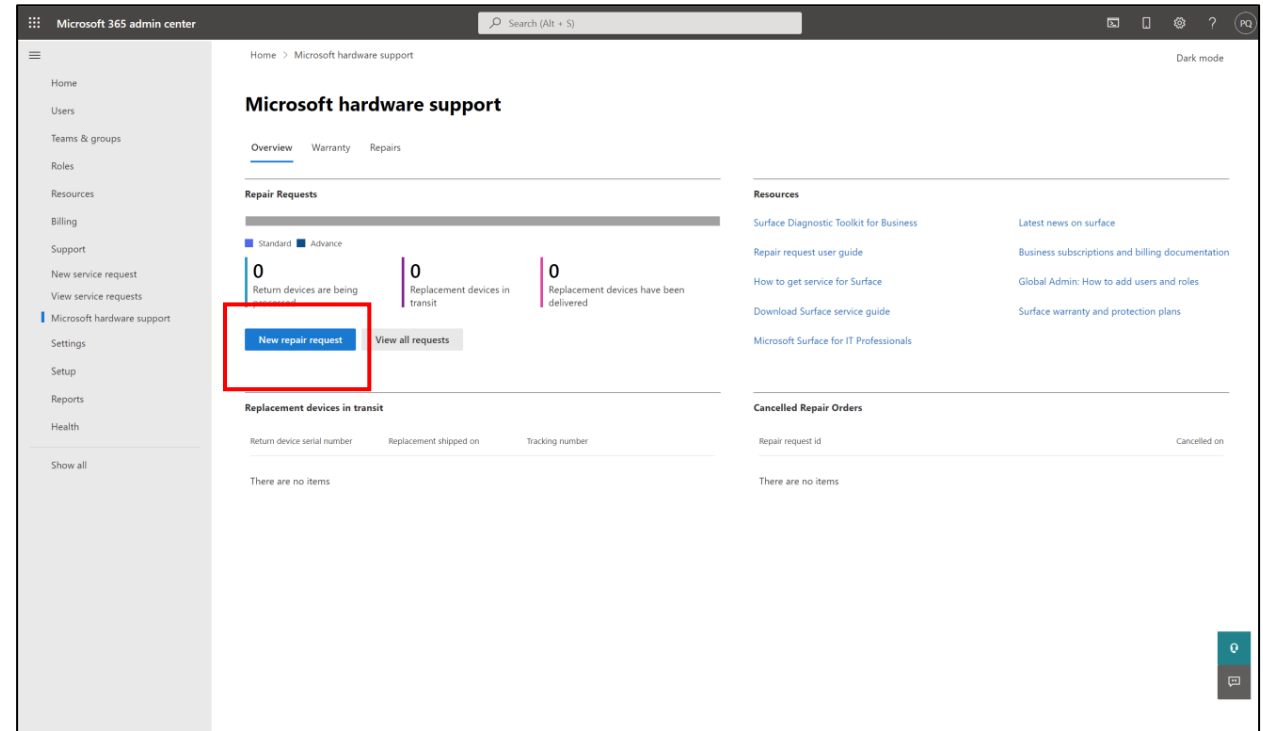 Microsoft 365 admin center
Search (Alt + S)
PQ
Home > Microsoft hardware support
Dark mode
Home
Users
Teams & groups
Roles
Resources
Billing
Support
New service request
View service requests
Microsoft hardware support
Settings
Setup
Reports
Health
Show all
Microsoft hardware support
Overview Warranty Repairs
Repair Requests
Standard Advance
0
Return devices are being
processed
0
Replacement devices in
transit
0
Replacement devices have been
delivered
New repair request
View all requests
Resources
Surface Diagnostic Toolkit for Business
Latest news on surface
Repair request user guide
Business subscriptions and billing documentation
How to get service for Surface
Global Admin: How to add users and roles
Download Surface service guide
Surface warranty and protection plans
Microsoft Surface for IT Professionals
Replacement devices in transit
Return device serial number Replacement shipped on Tracking number
There are no items
Cancelled Repair Orders
Repair request id Cancelled on
There are no items